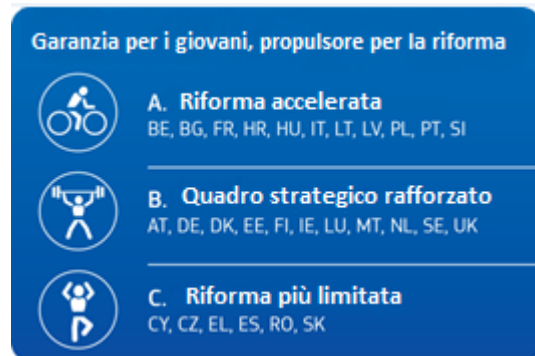 Garanzia per i giovani, propulsore per la riforma
A. Riforma accelerata
BE, BG, FR, HR, HU, IT, LT, LV, PL, PT, SI
B. Quadro strategico rafforzato
AT, DE, DK, EE, FI, IE, LU, MT, NL, SE, UK
C. Riforma più limitata
CY, CZ, EL, ES, RO, SK